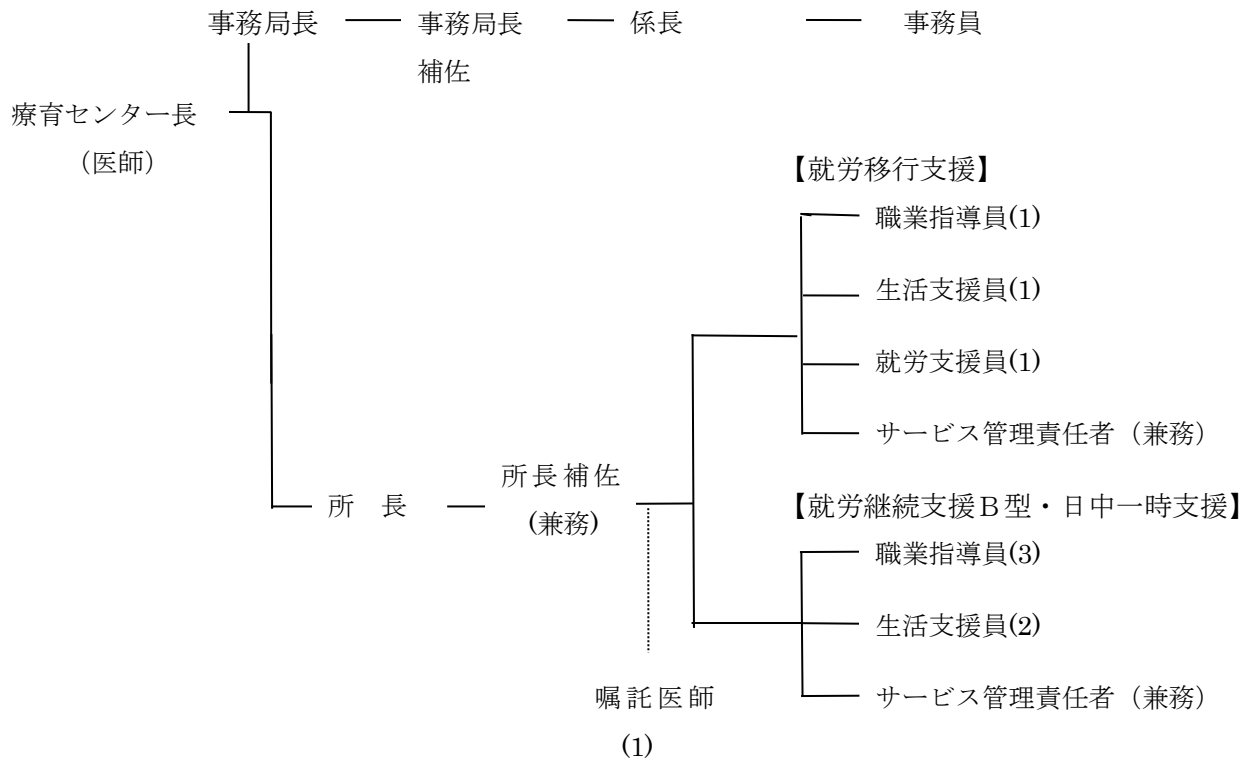 事務局長 事務局長 係長 事務員
補佐
療育センター長
(医師)
【就労移行支援】
職業指導員(1)
生活支援員(1)
就労支援員(1)
サービス管理責任者(兼務)
所長補佐
所 長
(兼務)
【就労継続支援B型・日中一時支援】
職業指導員(3)
生活支援員(2)
サービス管理責任者(兼務)
嘱託医師
(1)